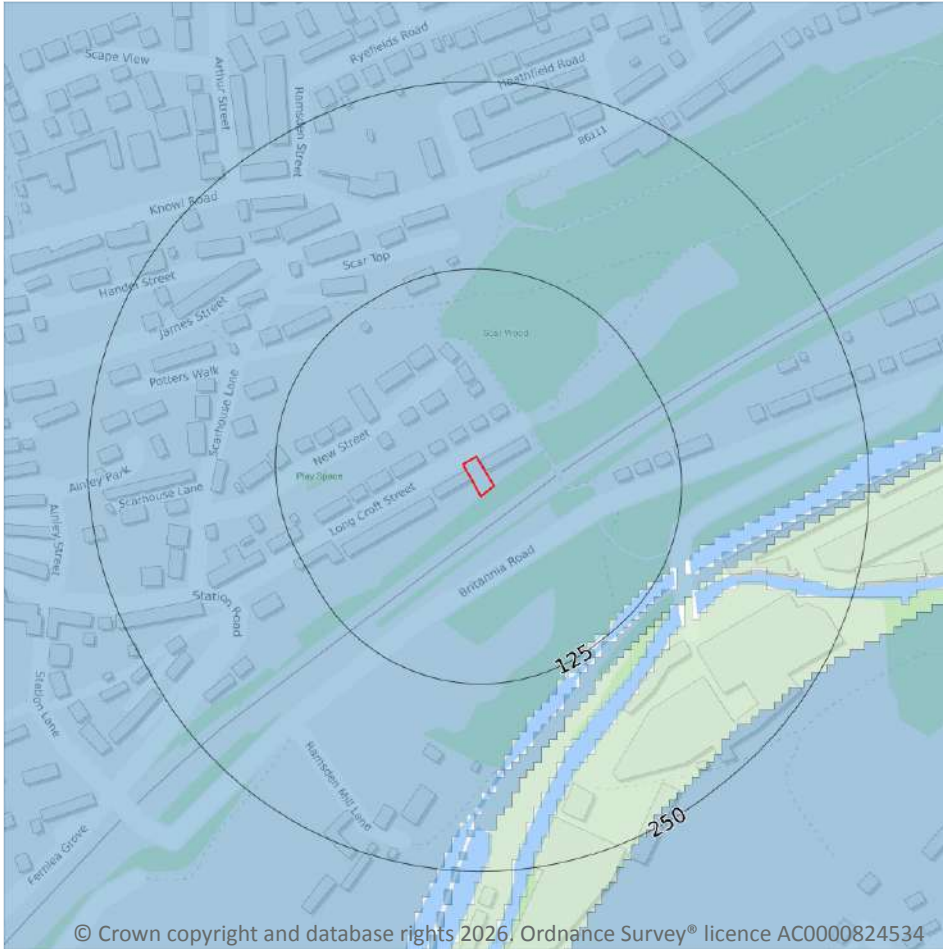 Ryefields Road
Scape View
Heathfield Road
Arthur Street
Ramsden Street
B6111
Knowl Road
Scar Top
Handel Street
James Street
Scar Wood
Potters Walk
Scarhouse Lane
New Street
Ainley Park
Play Space
Scarhouse Lane
Long Croft Street
Ainley Street
Britannia Road
Station Road
125
Station Lane
Ramsden Mill Lane
250
Fernlea Grove
© Crown copyright and database rights 2026. Ordnance Survey® licence AC0000824534